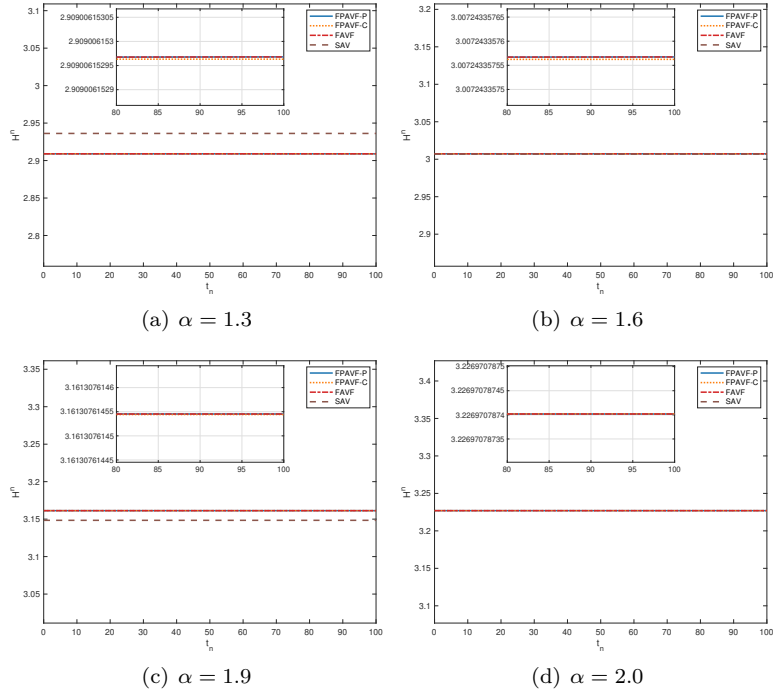 3.1
3.05
3
2.95
2.9
2.85
2.8
H^n
2.90900615305
2.909006153
2.90900615295
2.9090061529
80 85 90 95 100
FPAVF-P
FPAVF-C
FAVF
SAV
0 10 20 30 40 50 60 70 80 90 100
t_n
(a) α = 1.3
3.2
3.15
3.1
3.05
3
2.95
2.9
H^n
3.00724335765
3.0072433576
3.00724335755
3.0072433575
80 85 90 95 100
FPAVF-P
FPAVF-C
FAVF
SAV
0 10 20 30 40 50 60 70 80 90 100
t_n
(b) α = 1.6
3.35
3.3
3.25
3.2
3.15
3.1
3.05
H^n
3.1613076146
3.16130761455
3.1613076145
3.16130761445
80 85 90 95 100
FPAVF-P
FPAVF-C
FAVF
SAV
0 10 20 30 40 50 60 70 80 90 100
t_n
(c) α = 1.9
3.4
3.35
3.3
3.25
3.2
3.15
3.1
H^n
3.2269707875
3.22697078745
3.2269707874
3.22697078735
80 85 90 95 100
FPAVF-P
FPAVF-C
FAVF
SAV
0 10 20 30 40 50 60 70 80 90 100
t_n
(d) α = 2.0